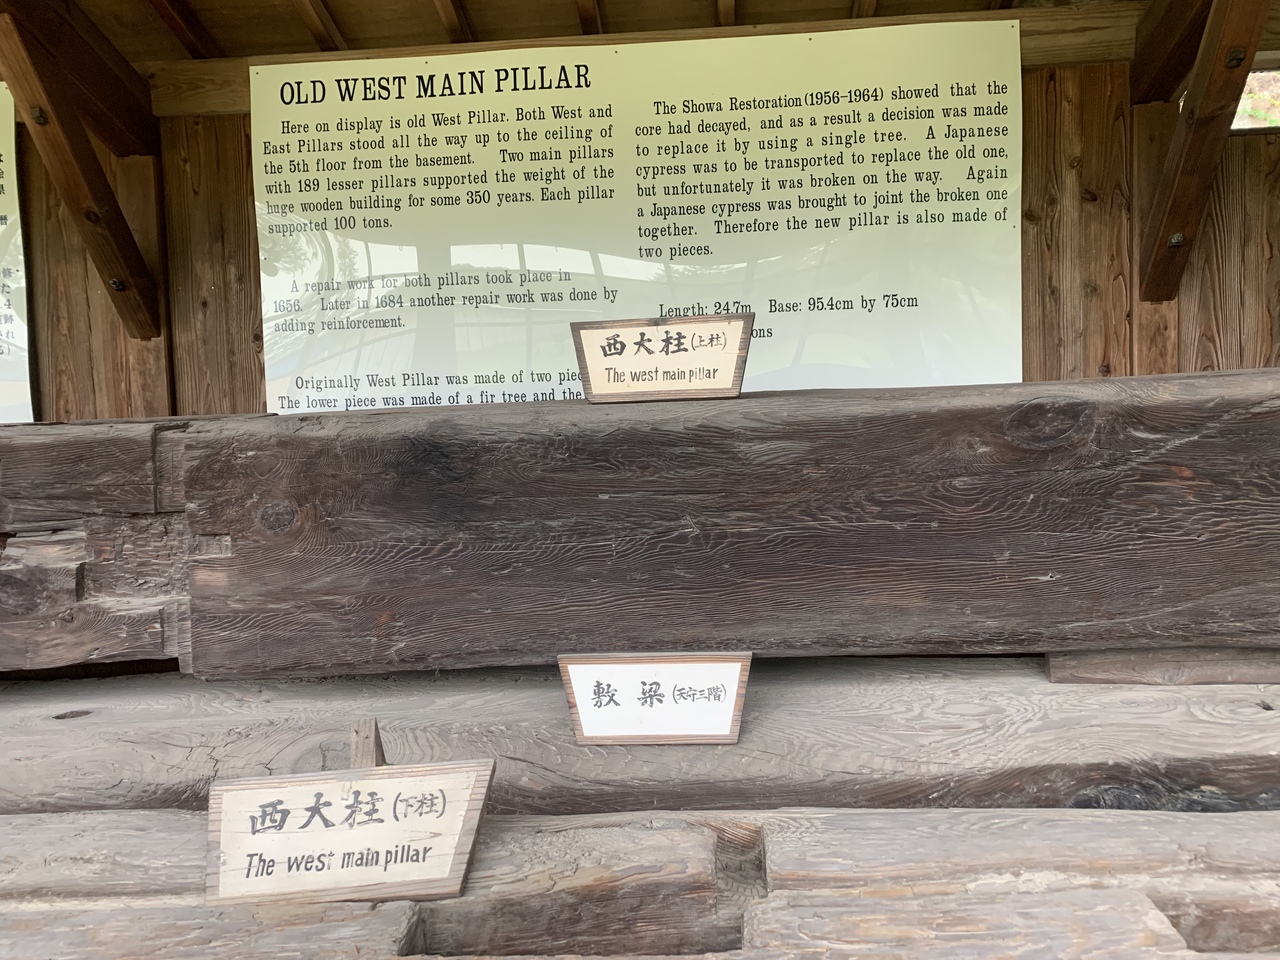 OLD WEST MAIN PILLAR
Here on display is old West Pillar. Both West and
East Pillars stood all the way up to the ceiling of
the 5th floor from the basement. Two main pillars
with 189 lesser pillars supported the weight of the
huge wooden building for some 350 years. Each pillar
supported 100 tons.
A repair work for both pillars took place in
1656. Later in 1684 another repair work was done by
adding reinforcement.
Originally West Pillar was made of two
The lower piece was made of a fir tree and the
The Showa Restoration (1956–1964) showed that the
core had decayed, and as a result a decision was made
to replace it by using a single tree. A Japanese
cypress was to be transported to replace the old one,
but unfortunately it was broken on the way. Again
a Japanese cypress was brought to joint the broken one
together. Therefore the new pillar is also made of
two pieces.
Length: 24.7m Base: 95.4cm by 75cm
西大柱(上柱)
The west main pillar
敷梁(天守三階)
西大柱(下柱)
The west main pillar